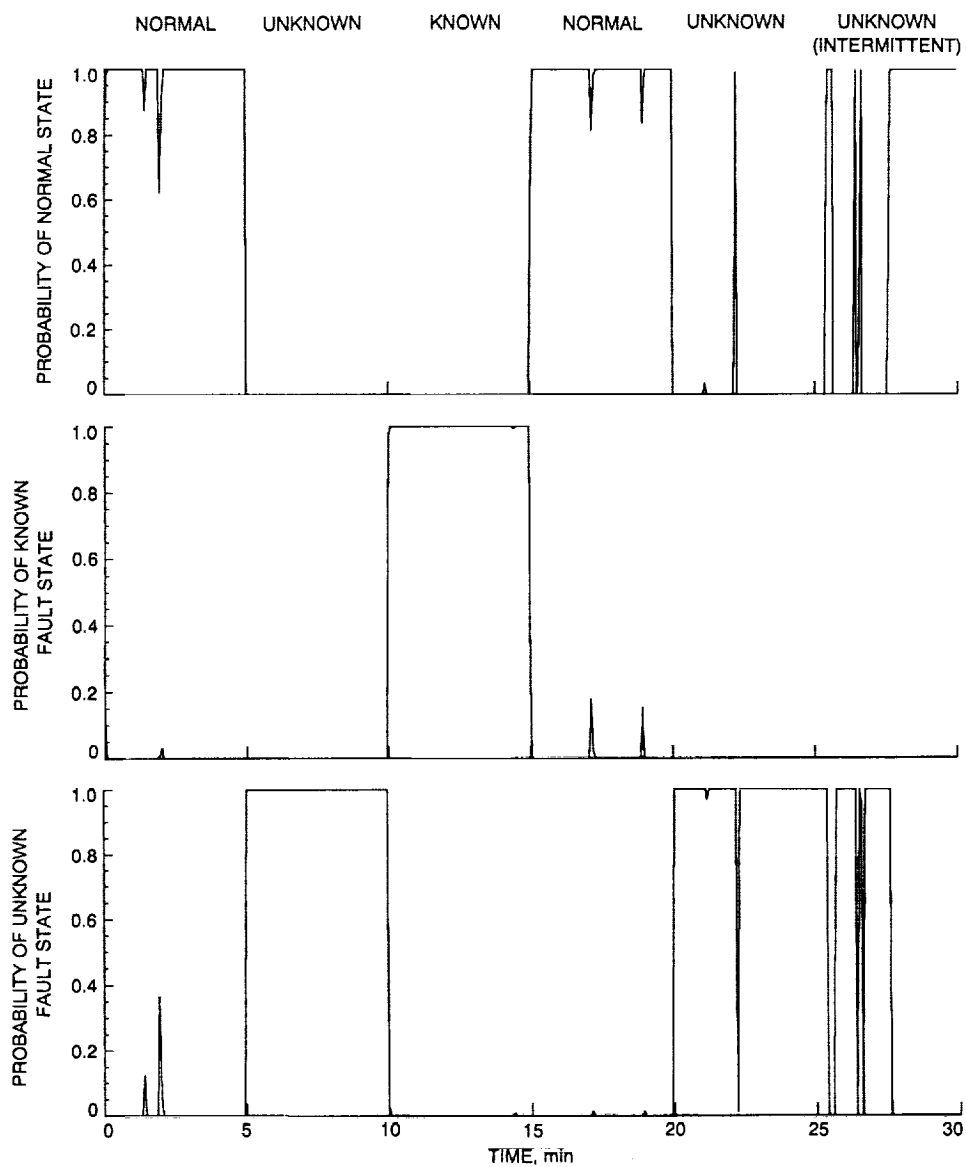 NORMAL UNKNOWN KNOWN NORMAL UNKNOWN UNKNOWN
(INTERMITTENT)
PROBABILITY OF NORMAL STATE
1.0
0.8
0.6
0.4
0.2
0
PROBABILITY OF KNOWN
FAULT STATE
1.0
0.8
0.6
0.4
0.2
0
PROBABILITY OF UNKNOWN
FAULT STATE
1.0
0.8
0.6
0.4
0.2
0
0 5 10 15 20 25 30
TIME, min